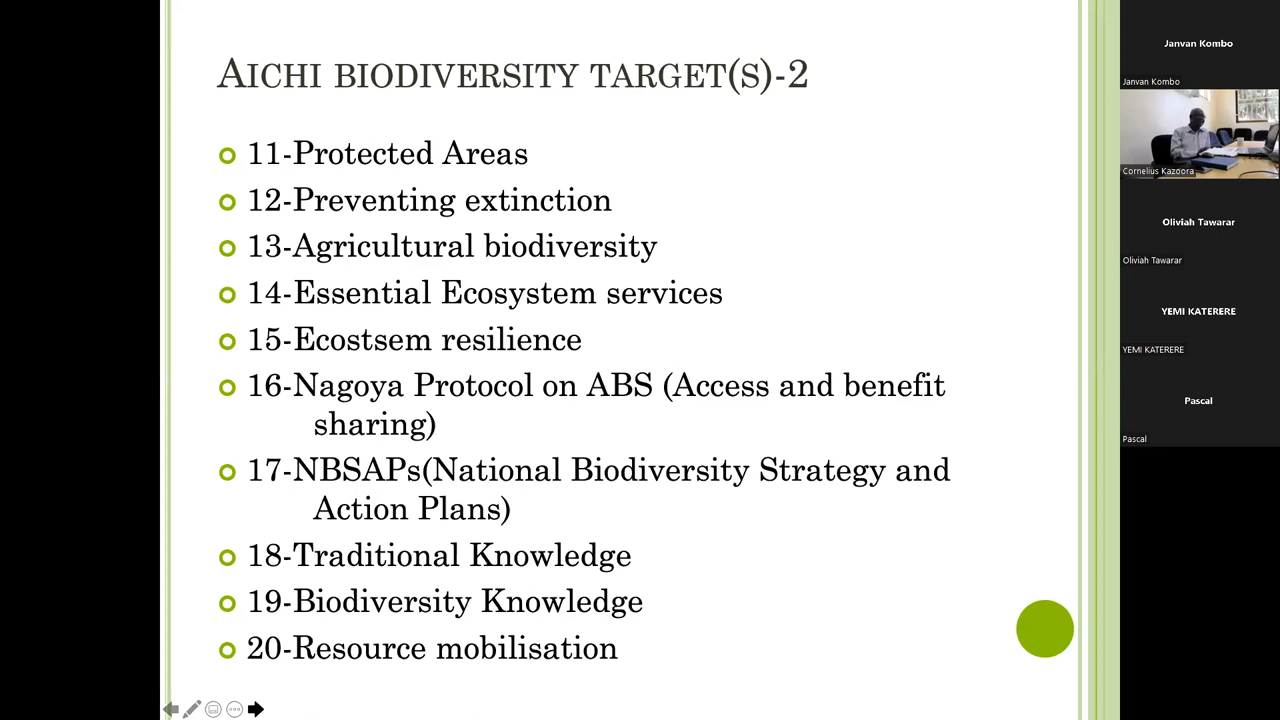 AICHI BIODIVERSITY TARGET(S)-2
11-Protected Areas
12-Preventing extinction
13-Agricultural biodiversity
14-Essential Ecosystem services
15-Ecostsem resilience
16-Nagoya Protocol on ABS (Access and benefit
sharing)
17-NBSAPs(National Biodiversity Strategy and
Action Plans)
18-Traditional Knowledge
19-Biodiversity Knowledge
20-Resource mobilisation
Janvan Kombo
Janvan Kombo
Cornelius Kazoora
Oliviah Tawarar
Oliviah Tawarar
YEMI KATERERE
YEMI KATERERE
Pascal
Pascal